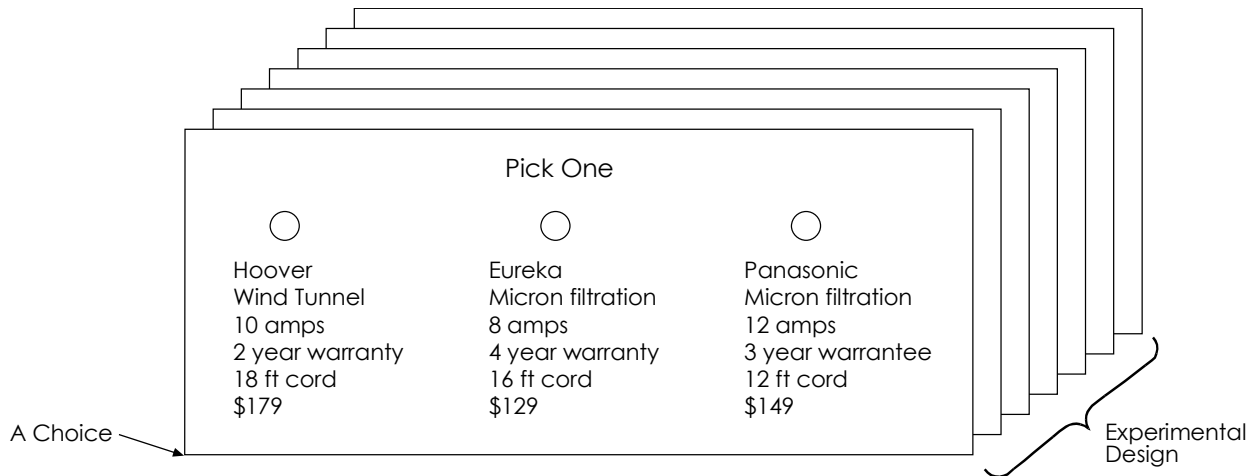 Pick One
Hoover
Wind Tunnel
10 amps
2 year warranty
18 ft cord
$179
Eureka
Micron filtration
8 amps
4 year warranty
16 ft cord
$129
Panasonic
Micron filtration
12 amps
3 year warrantee
12 ft cord
$149
A Choice
Experimental
Design